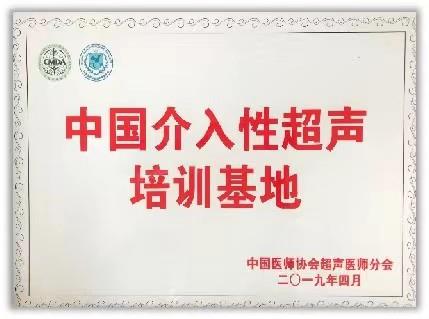 CMDA
中国介入性超声
培训基地
中国医师协会超声医师分会
二〇一九年四月